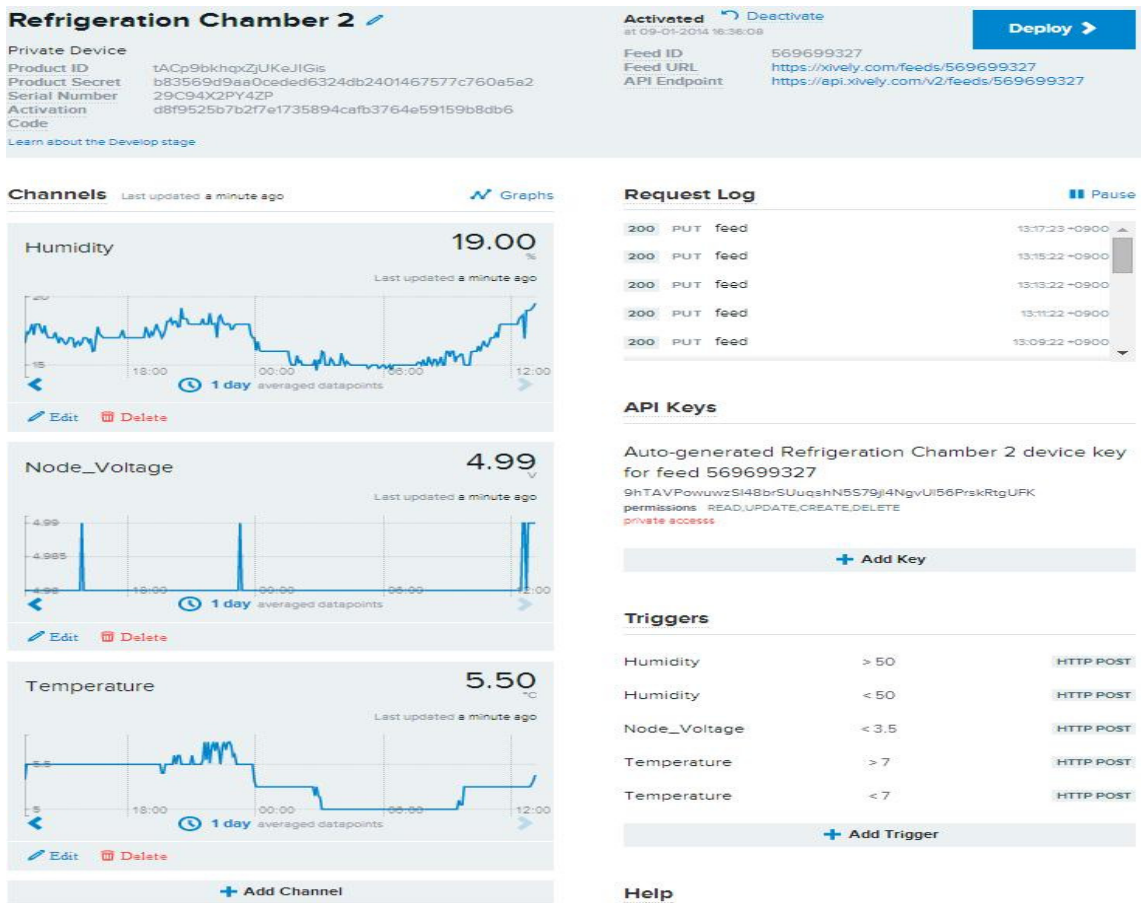 Refrigeration Chamber 2
Private Device
Product ID tACp9bkhqxZjUKeJIGis
Product Secret b83569d9aa0ceded6324db2401467577c760a5a2
Serial Number 29C94X2PY4ZP
Activation Code d8f9525b7b2f7e1735894cafb3764e59159b8db6
Learn about the Develop stage
Activated Deactivate
at 09-01-2014 16:36:08
Deploy
Feed ID 569699327
Feed URL https://xively.com/feeds/569699327
API Endpoint https://api.xively.com/v2/feeds/569699327
Channels Last updated a minute ago Graphs
Humidity 19.00
%
Last updated a minute ago
20
15 18:00 00:00 06:00 12:00
1 day averaged datapoints
Edit Delete
Node_Voltage 4.99
V
Last updated a minute ago
4.99
4.985
4.98 18:00 00:00 06:00 12:00
1 day averaged datapoints
Edit Delete
Temperature 5.50
°C
Last updated a minute ago
5.5
5 18:00 00:00 06:00 12:00
1 day averaged datapoints
Edit Delete
Add Channel
Request Log Pause
200 PUT feed 13:17:23 +0900
200 PUT feed 13:15:22 +0900
200 PUT feed 13:13:22 +0900
200 PUT feed 13:11:22 +0900
200 PUT feed 13:09:22 +0900
API Keys
Auto-generated Refrigeration Chamber 2 device key
for feed 569699327
9hTAVPowuwzSl48brSUuqshN5S79jl4NgvUl56PrskRtgUFK
permissions READ,UPDATE,CREATE,DELETE
private accesss
Add Key
Triggers
Humidity > 50 HTTP POST
Humidity < 50 HTTP POST
Node_Voltage < 3.5 HTTP POST
Temperature > 7 HTTP POST
Temperature < 7 HTTP POST
Add Trigger
Help